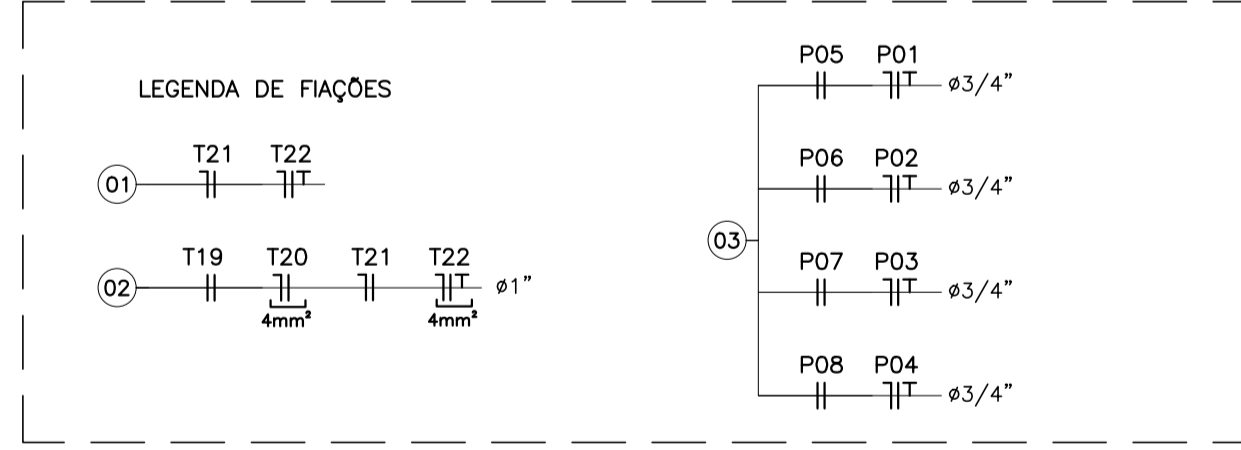 LEGENDA DE FIAÇÕES
T21 T22
01
T19 T20 T21 T22
02 ø1"
4mm² 4mm²
P05 P01
ø3/4"
P06 P02
ø3/4"
03
P07 P03
ø3/4"
P08 P04
ø3/4"